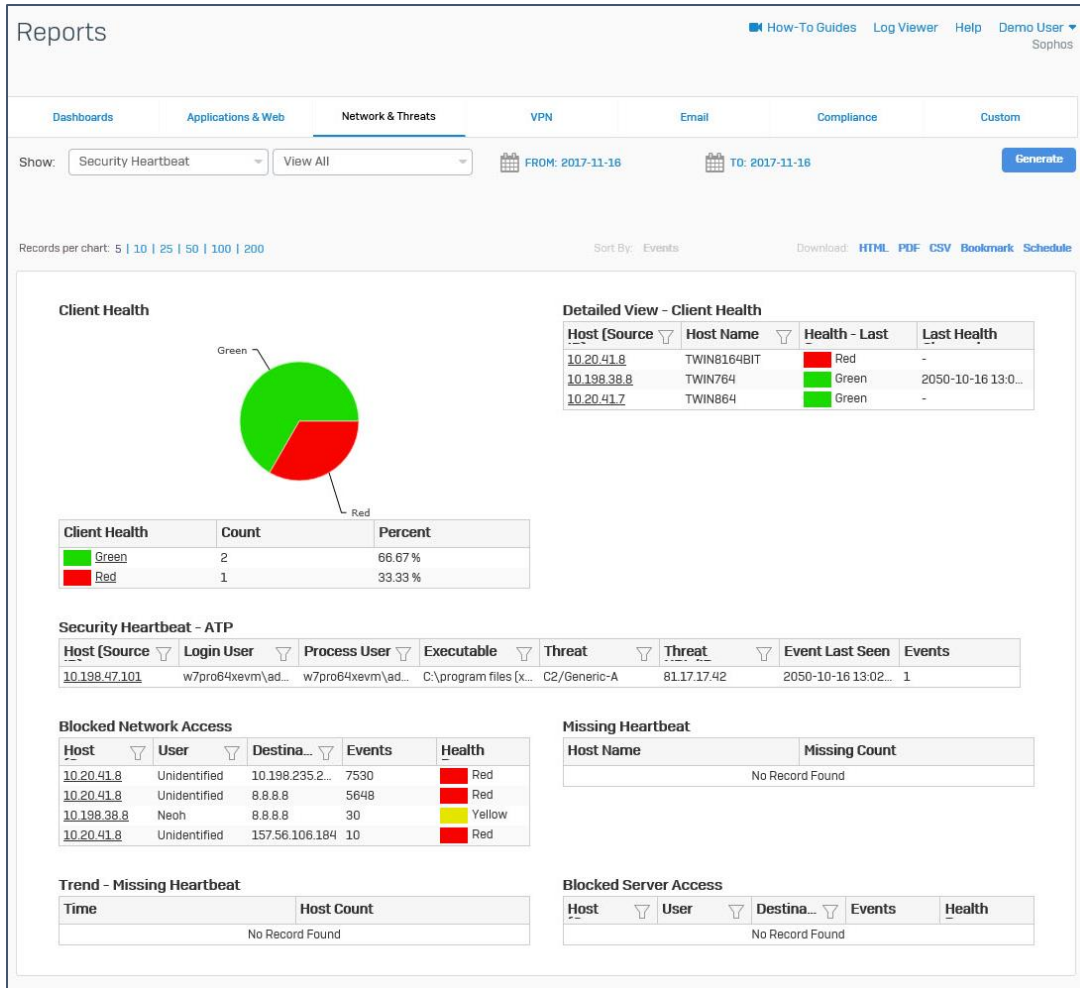 Reports
How-To Guides Log Viewer Help Demo User
Sophos
Dashboards Applications & Web Network & Threats VPN Email Compliance Custom
Show: Security Heartbeat View All FROM: 2017-11-16 TO: 2017-11-16 Generate
Records per chart: 5 | 10 | 25 | 50 | 100 | 200 Sort By: Events Download: HTML PDF CSV Bookmark Schedule
Client Health
Green
Red
Client Health Count Percent
Green 2 66.67 %
Red 1 33.33 %
Detailed View - Client Health
Host (Source Host Name Health - Last Last Health
10.20.41.8 TWIN8164BIT Red -
10.198.38.8 TWIN764 Green 2050-10-16 13:0...
10.20.41.7 TWIN864 Green -
Security Heartbeat - ATP
Host (Source Login User Process User Executable Threat Threat Event Last Seen Events
10.198.47.101 w7pro64xevm\ad... w7pro64xevm\ad... C:\program files (x... C2/Generic-A 81.17.17.42 2050-10-16 13:02... 1
Blocked Network Access
Host User Destina... Events Health
10.20.41.8 Unidentified 10.198.235.2... 7530 Red
10.20.41.8 Unidentified 8.8.8.8 5648 Red
10.198.38.8 Neoh 8.8.8.8 30 Yellow
10.20.41.8 Unidentified 157.56.106.184 10 Red
Missing Heartbeat
Host Name Missing Count
No Record Found
Trend - Missing Heartbeat
Time Host Count
No Record Found
Blocked Server Access
Host User Destina... Events Health
No Record Found